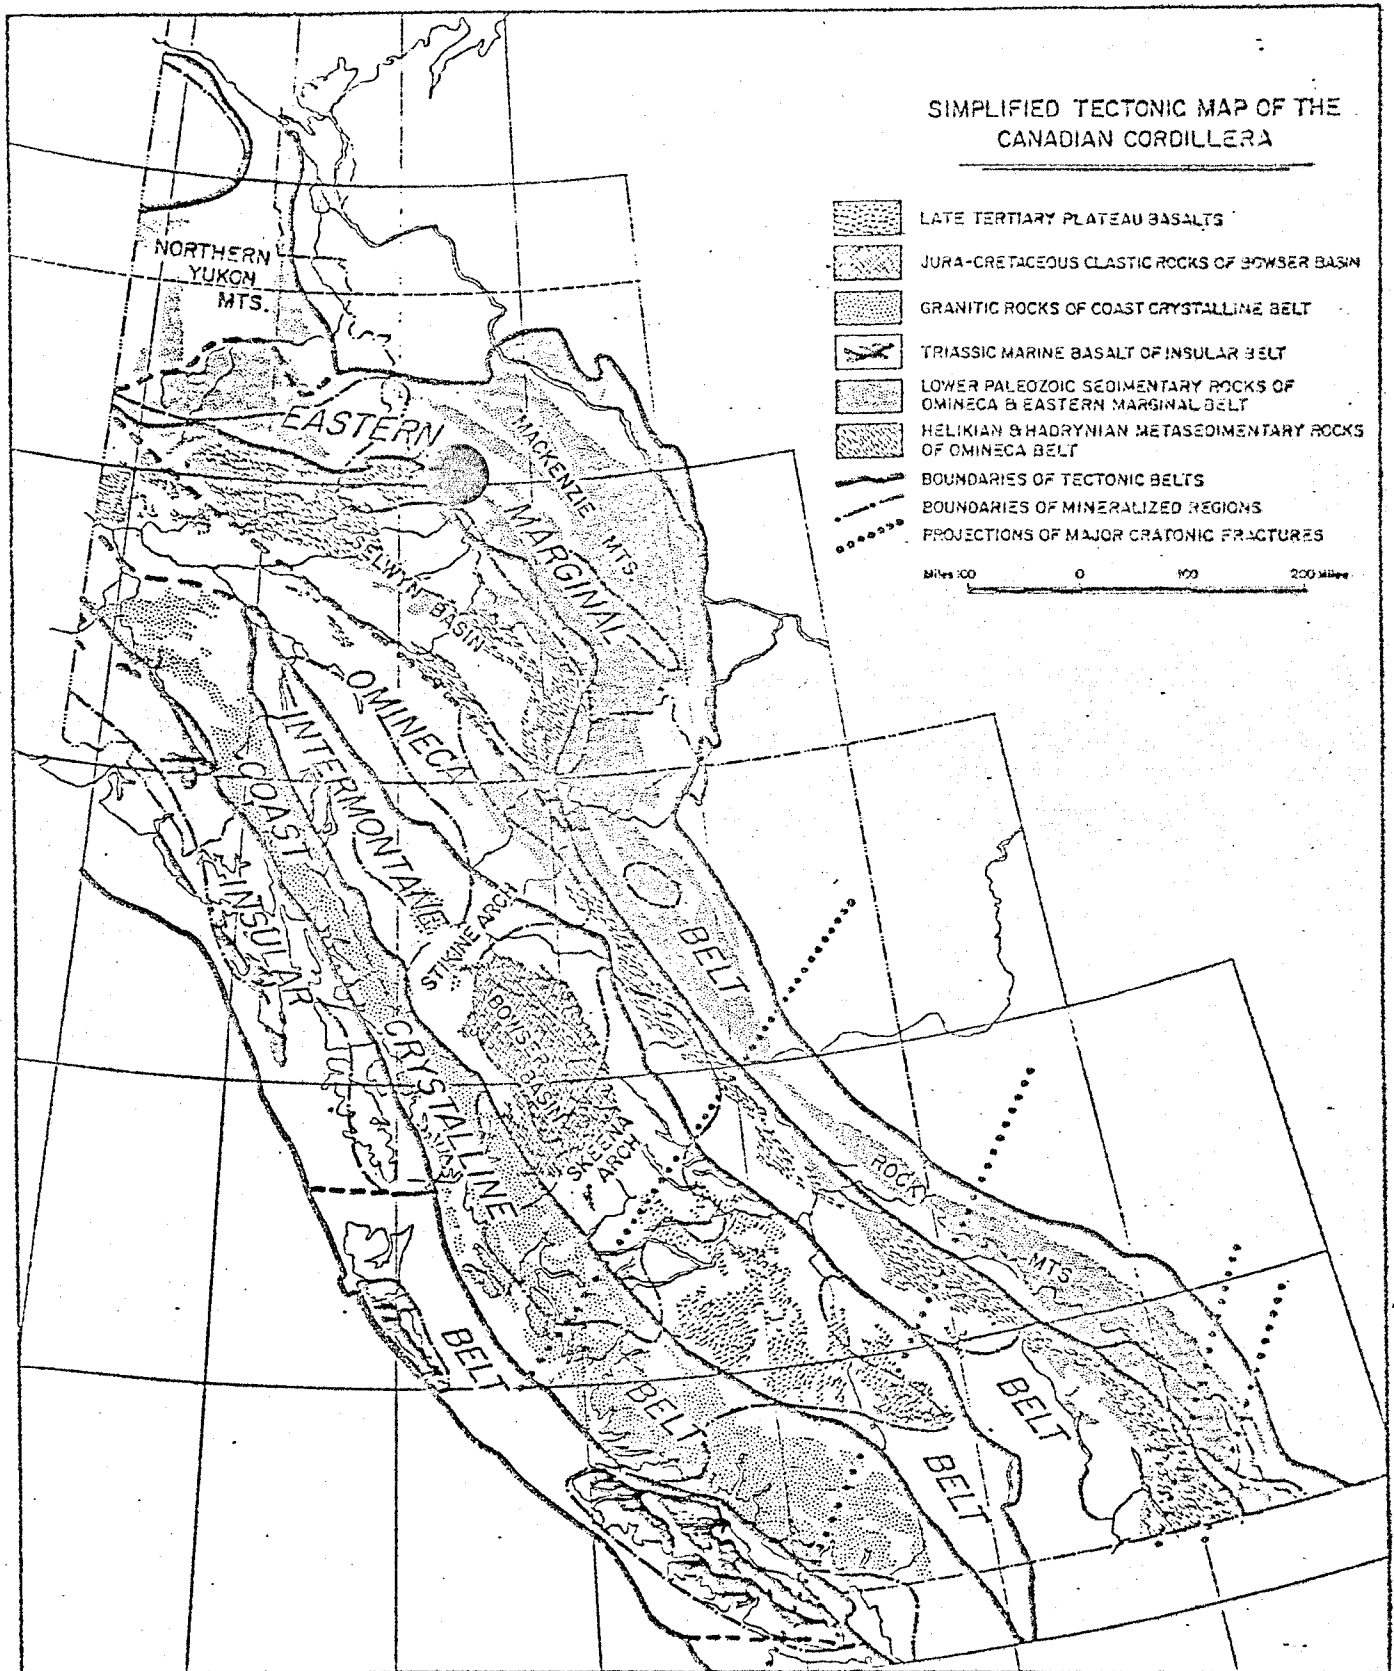 SIMPLIFIED TECTONIC MAP OF THE
CANADIAN CORDILLERA
LATE TERTIARY PLATEAU BASALTS
JURA-CRETACEOUS CLASTIC ROCKS OF BOWSER BASIN
GRANITIC ROCKS OF COAST CRYSTALLINE BELT
TRIASSIC MARINE BASALT OF INSULAR BELT
LOWER PALEOZOIC SEDIMENTARY ROCKS OF
OMINECA & EASTERN MARGINAL BELT
HELIKIAN & HADRYNIAN METASEDIMENTARY ROCKS
OF OMINECA BELT
BOUNDARIES OF TECTONIC BELTS
BOUNDARIES OF MINERALIZED REGIONS
PROJECTIONS OF MAJOR CRATONIC FRACTURES
Miles 100 0 100 200 Miles
NORTHERN
YUKON
MTS.
EASTERN
MACKENZIE MTS.
MARGINAL
SELWYN BASIN
OMINECA
INTERMONTANE
COAST
INSULAR
STIKINE ARCH
BELT
BOWSER
BASIN
CRYSTALLINE
SKEENA
ARCH
ROCKY
MTS
BELT
BELT
BELT
BELT